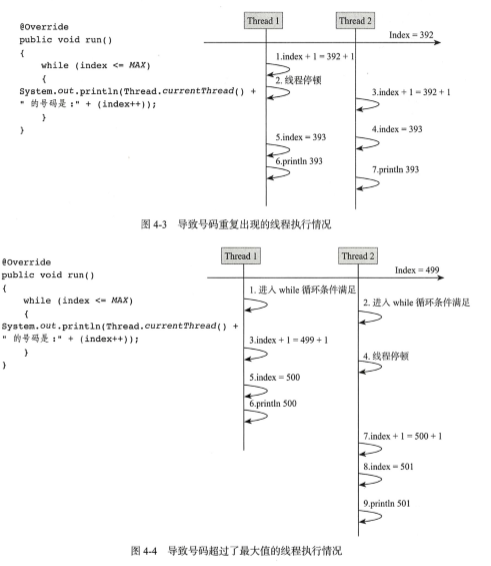 @Override
public void run()
{
while (index <= MAX)
{
System.out.println(Thread.currentThread() +
" 的号码是:" + (index++));
}
}
Thread 1
Thread 2
Index = 392
1.index + 1 = 392 + 1
2. 线程停顿
3.index + 1 = 392 + 1
4.index = 393
5.index = 393
6.println 393
7.println 393
图 4-3 导致号码重复出现的线程执行情况
@Override
public void run()
{
while (index <= MAX)
{
System.out.println(Thread.currentThread() +
" 的号码是:" + (index++));
}
}
Thread 1
Thread 2
Index = 499
1. 进入 while 循环条件满足
2. 进入 while 循环条件满足
3.index + 1 = 499 + 1
4. 线程停顿
5.index = 500
6.println 500
7.index + 1 = 500 + 1
8.index = 501
9.println 501
图 4-4 导致号码超过了最大值的线程执行情况